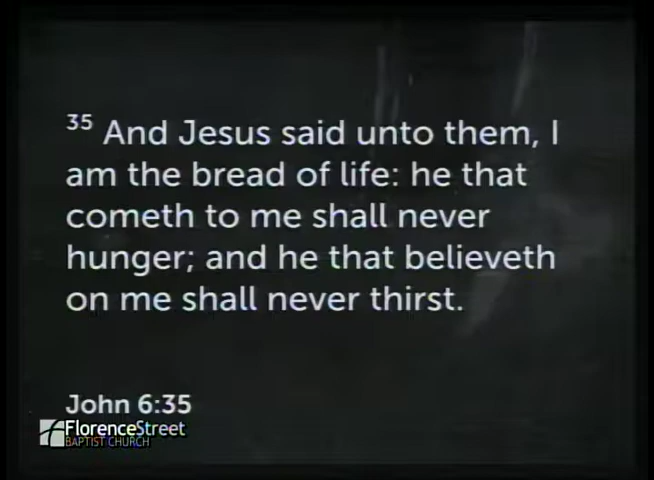 35 And Jesus said unto them, I
am the bread of life: he that
cometh to me shall never
hunger; and he that believeth
on me shall never thirst.
John 6:35
FlorenceStreet
BAPTIST CHURCH